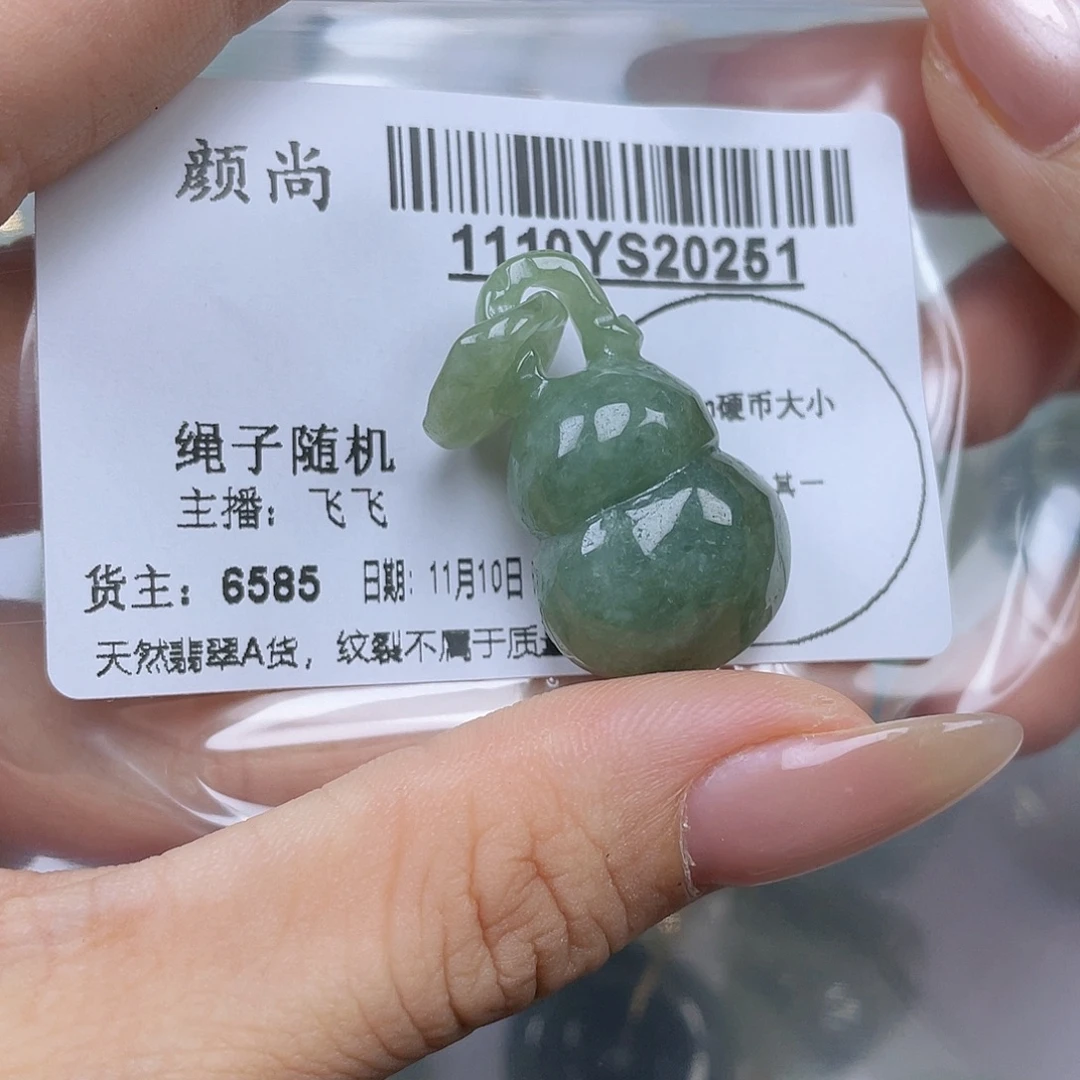 颜尚
1110YS20251
硬币大小
绳子随机
其一
主播：飞飞
货主：6585 日期：11月10日
天然翡翠A货，纹裂不属于质